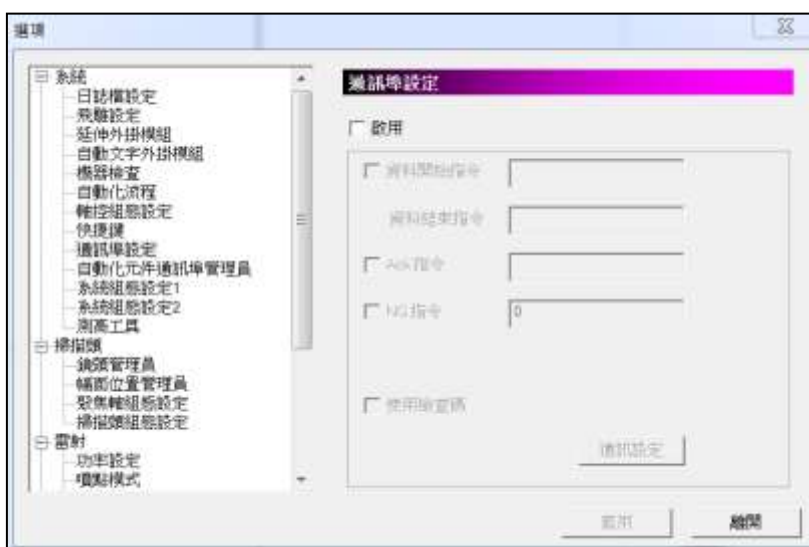 選項
系統
日誌檔設定
飛雕設定
延伸外掛模組
自動文字外掛模組
機器檢查
自動化流程
軸控組態設定
快捷鍵
通訊埠設定
自動化元件通訊埠管理員
系統組態設定1
系統組態設定2
測高工具
掃描頭
鏡頭管理員
幅面位置管理員
聚焦軸組態設定
掃描頭組態設定
雷射
功率設定
噴點模式
通訊埠設定
啟用
資料開始指令
資料結束指令
Ack指令
NG指令
0
使用檢查碼
通訊設定
套用
離開